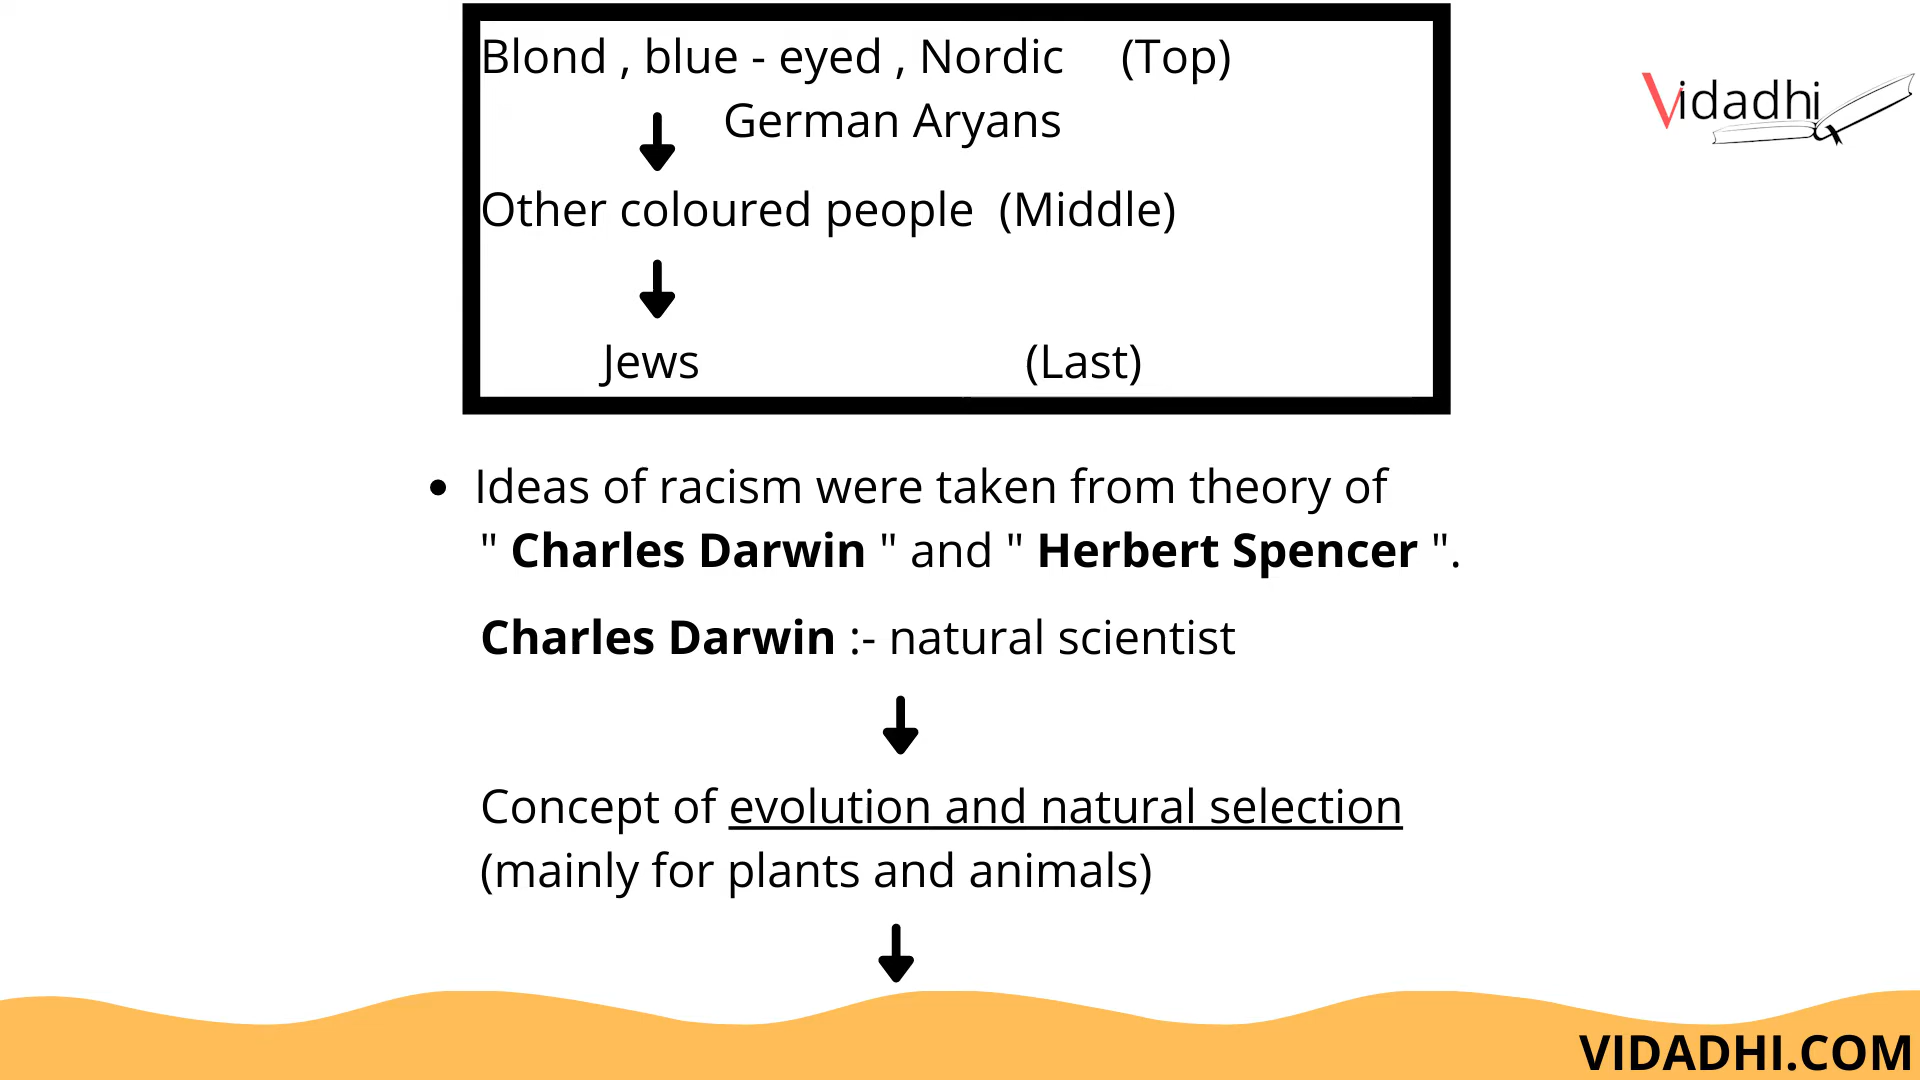 Blond , blue - eyed , Nordic (Top)
German Aryans
Other coloured people (Middle)
Jews (Last)
Vidadhi
• Ideas of racism were taken from theory of
" Charles Darwin " and " Herbert Spencer ".
Charles Darwin :- natural scientist
Concept of evolution and natural selection
(mainly for plants and animals)
VIDADHI.COM